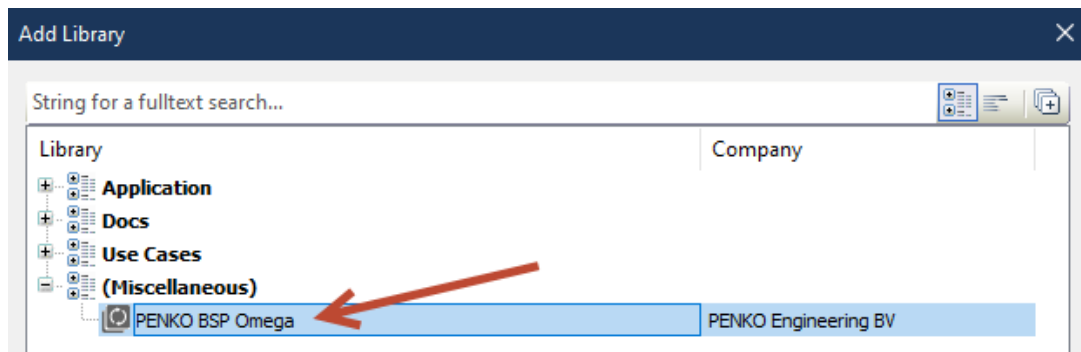 Add Library
String for a fulltext search...
Library Company
Application
Docs
Use Cases
(Miscellaneous)
PENKO BSP Omega PENKO Engineering BV